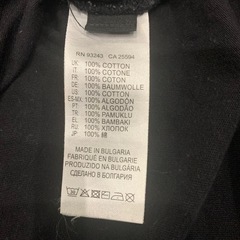 RN 93243 CA 25594
UK 100% COTTON
IT 100% COTONE
FR 100% COTON
DE 100% BAUMWOLLE
US 100% COTTON
ES-MX 100% ALGODÓN
PT 100% ALGODÃO
TR 100% PAMUKLU
EL 100% BAMBAKI
RU 100% ХЛОПОК
JP 100% 綿
MADE IN BULGARIA
FABRIQUÉ EN BULGARIE
PRODUZIDO NA BULGÁRIA
СДЕЛАНО В БОЛГАРИИ